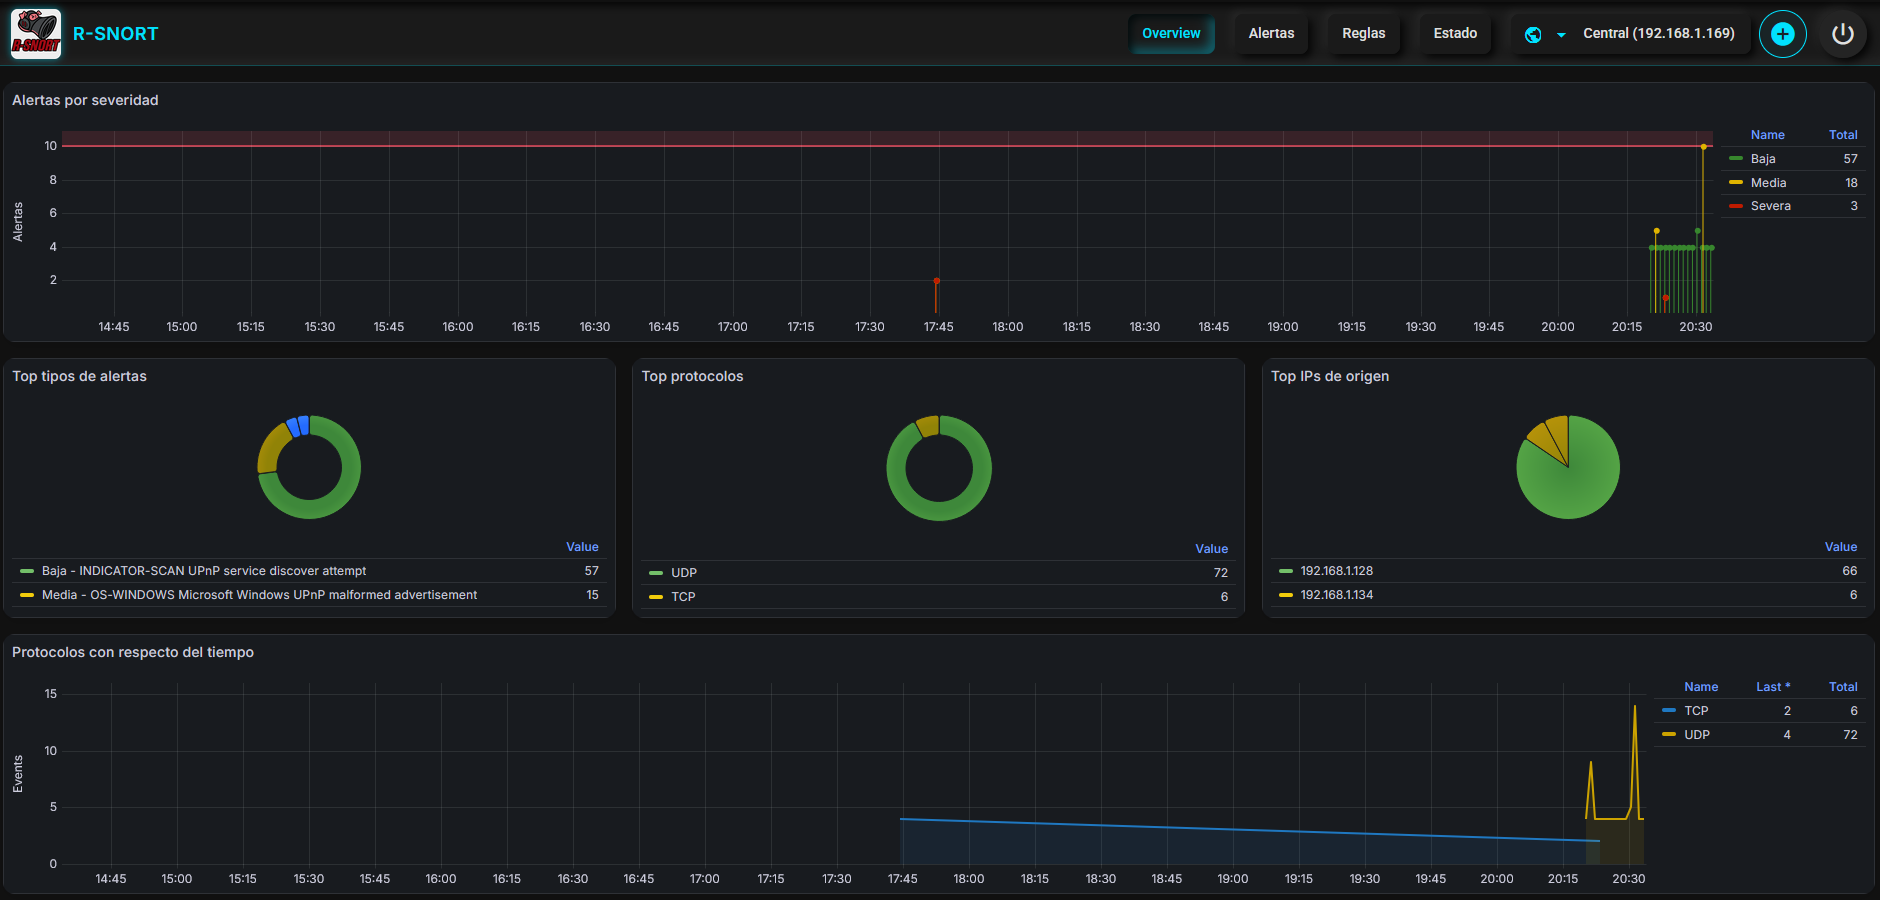 R-SNORT
R-SNORT
Overview
Alertas
Reglas
Estado
Central (192.168.1.169)
Alertas por severidad
Alertas
10
8
6
4
2
14:45 15:00 15:15 15:30 15:45 16:00 16:15 16:30 16:45 17:00 17:15 17:30 17:45 18:00 18:15 18:30 18:45 19:00 19:15 19:30 19:45 20:00 20:15 20:30
Name Total
Baja 57
Media 18
Severa 3
Top tipos de alertas
Value
Baja - INDICATOR-SCAN UPnP service discover attempt 57
Media - OS-WINDOWS Microsoft Windows UPnP malformed advertisement 15
Top protocolos
Value
UDP 72
TCP 6
Top IPs de origen
Value
192.168.1.128 66
192.168.1.134 6
Protocolos con respecto del tiempo
Events
15
10
5
0
14:45 15:00 15:15 15:30 15:45 16:00 16:15 16:30 16:45 17:00 17:15 17:30 17:45 18:00 18:15 18:30 18:45 19:00 19:15 19:30 19:45 20:00 20:15 20:30
Name Last * Total
TCP 2 6
UDP 4 72